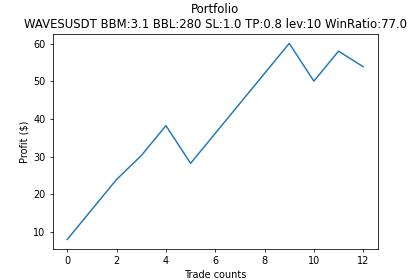 Portfolio
WAVESUSDT BBM:3.1 BBL:280 SL:1.0 TP:0.8 lev:10 WinRatio:77.0
60
50
40
30
20
10
Profit ($)
0 2 4 6 8 10 12
Trade counts